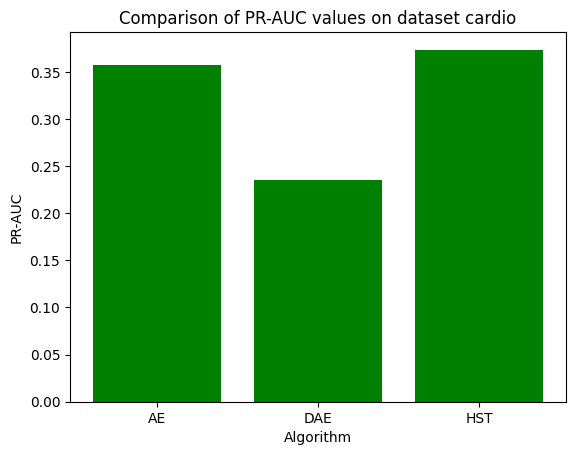 Comparison of PR-AUC values on dataset cardio
PR-AUC
0.35
0.30
0.25
0.20
0.15
0.10
0.05
0.00
AE DAE HST
Algorithm